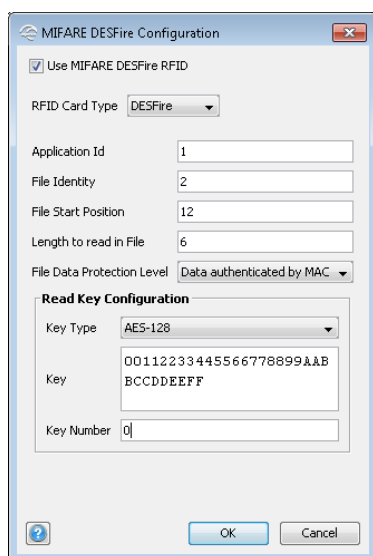 MIFARE DESFire Configuration
Use MIFARE DESFire RFID
RFID Card Type DESFire
Application Id 1
File Identity 2
File Start Position 12
Length to read in File 6
File Data Protection Level Data authenticated by MAC
Read Key Configuration
Key Type AES-128
Key 00112233445566778899AAB
BCCDDEEFF
Key Number 0
? OK Cancel